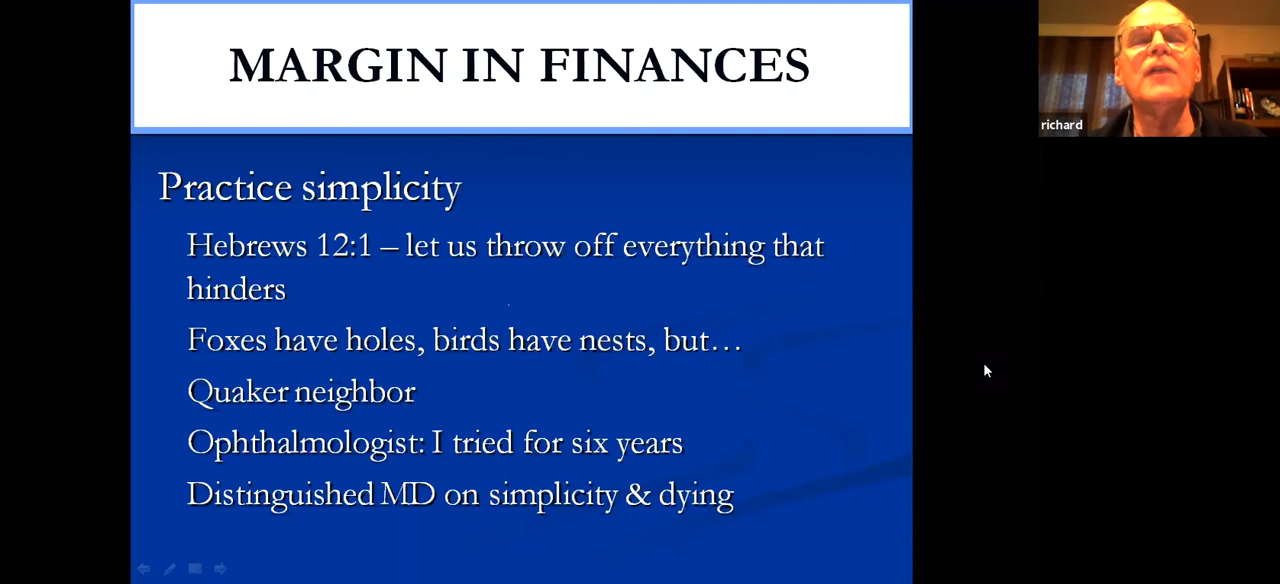 MARGIN IN FINANCES
richard
Practice simplicity
Hebrews 12:1 – let us throw off everything that
hinders
Foxes have holes, birds have nests, but…
Quaker neighbor
Ophthalmologist: I tried for six years
Distinguished MD on simplicity & dying